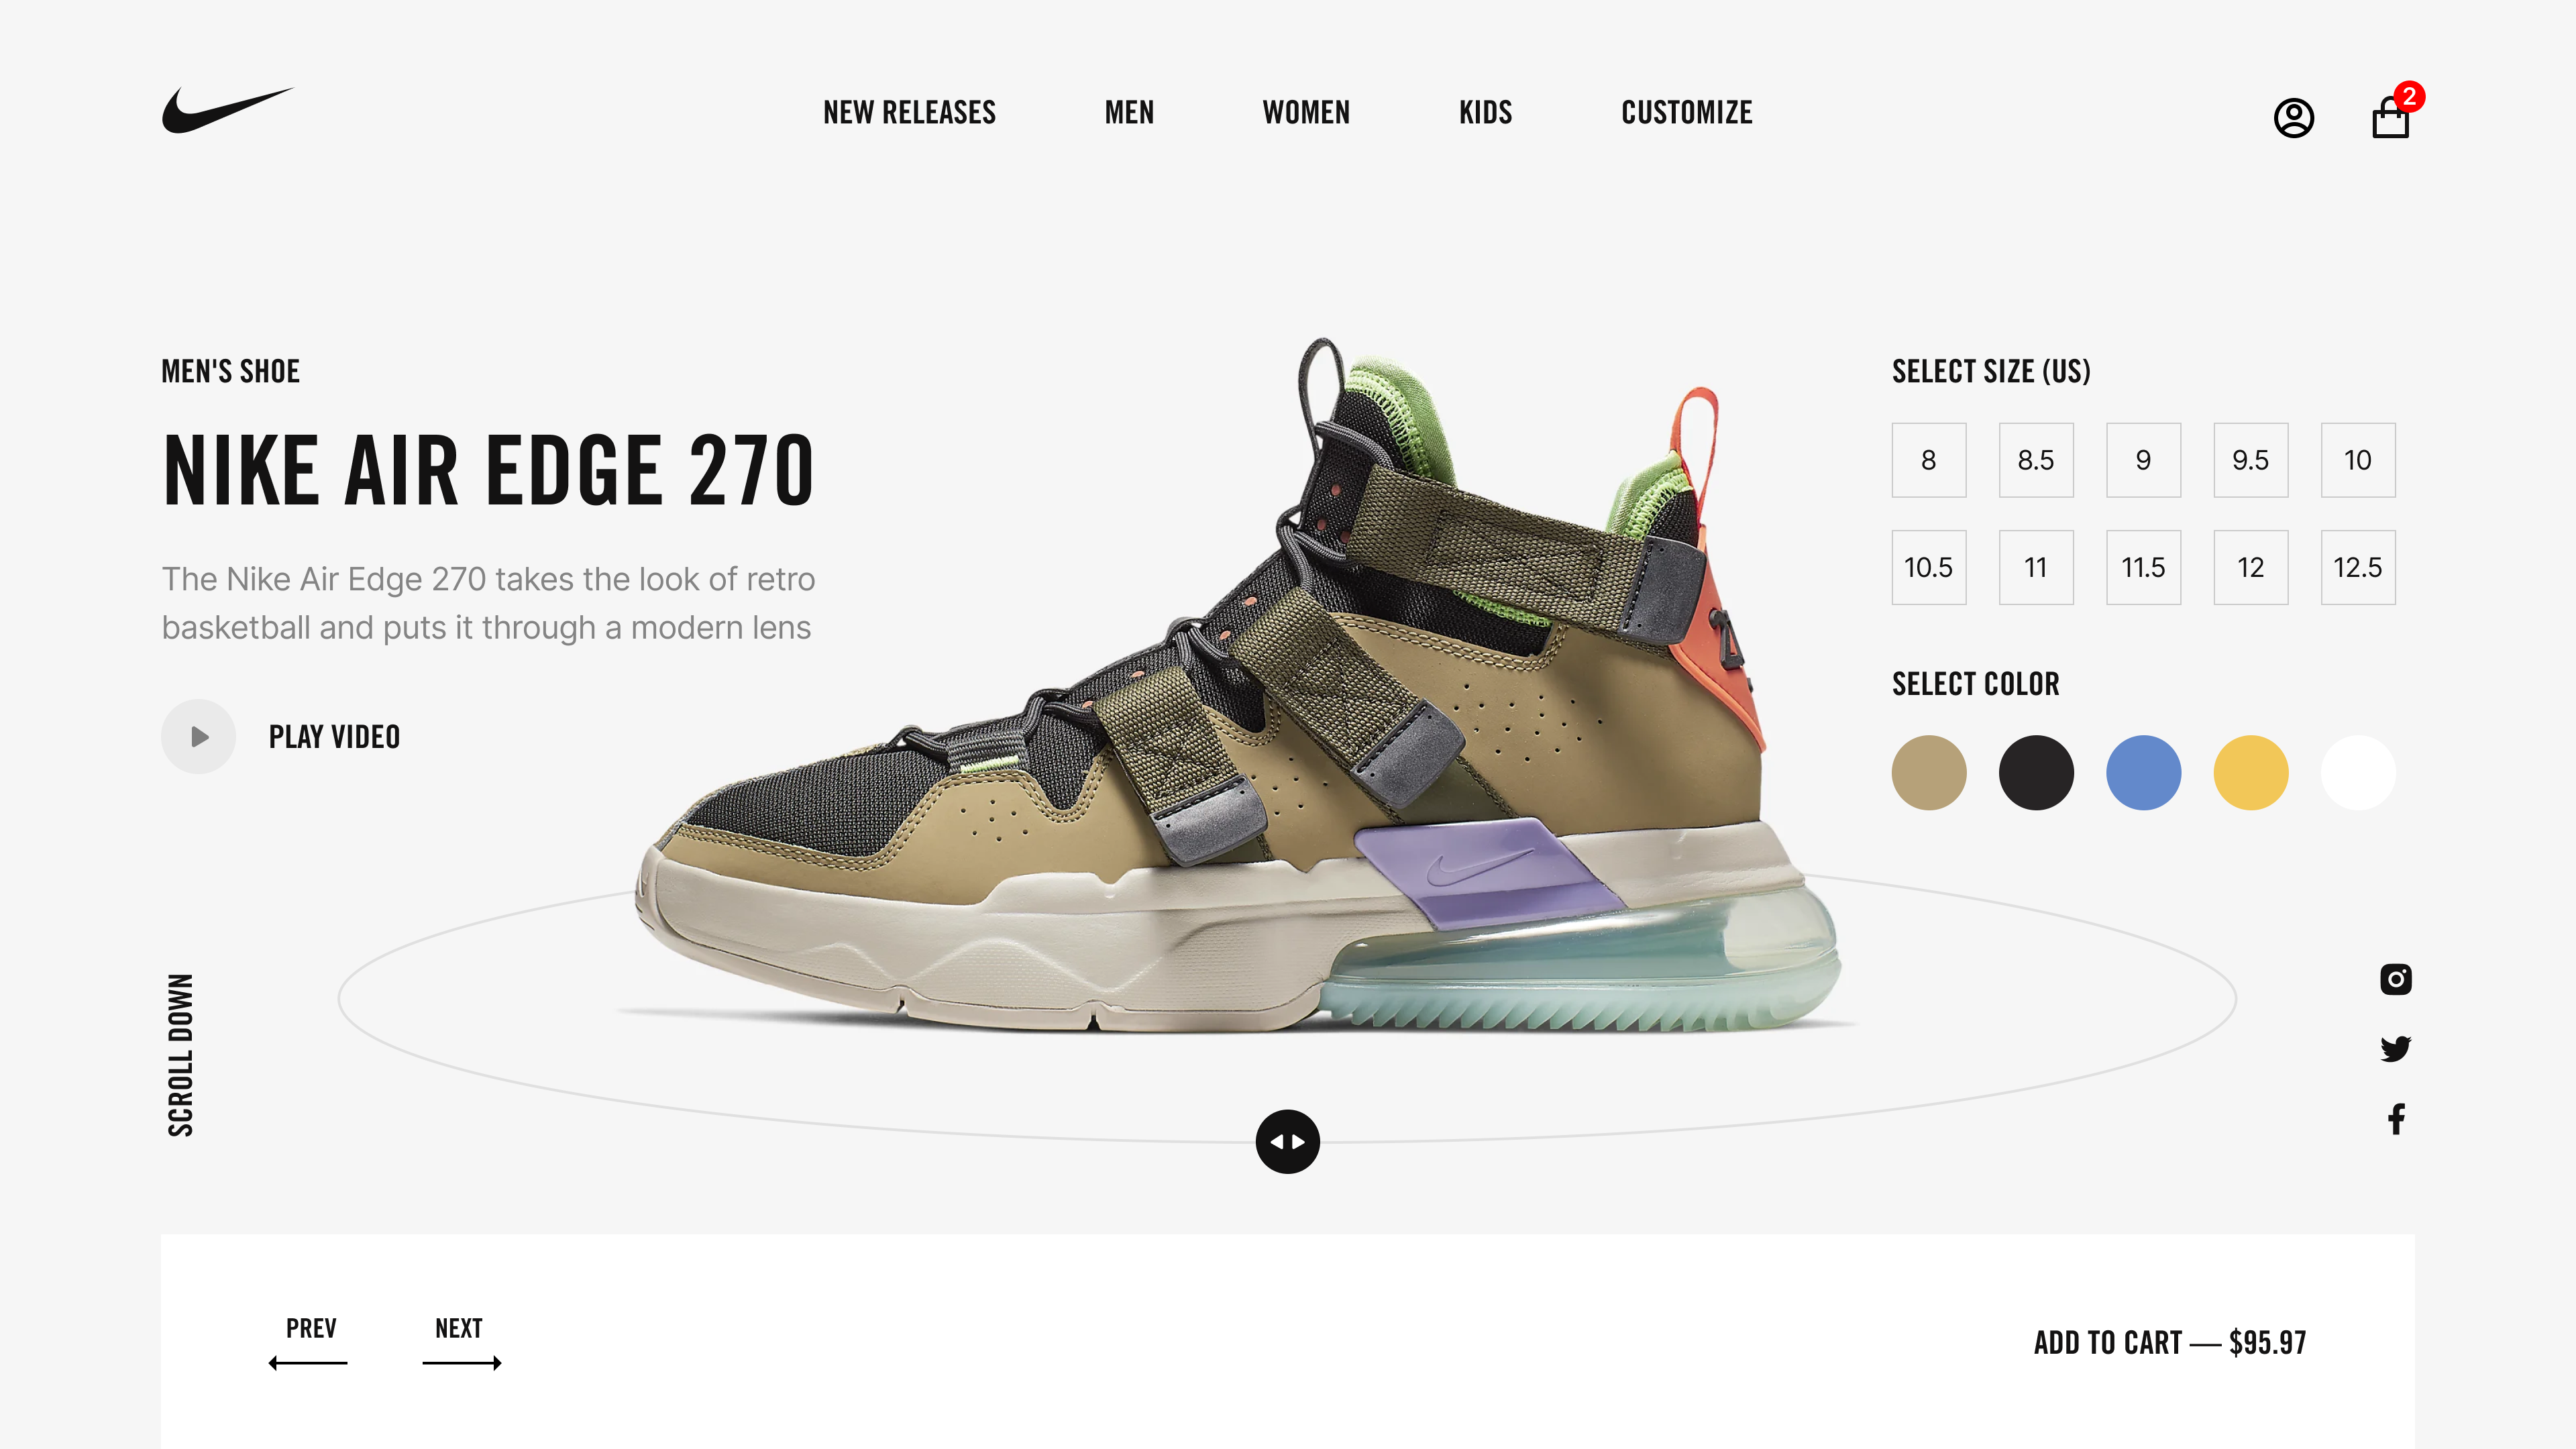 NEW RELEASES
MEN
WOMEN
KIDS
CUSTOMIZE
2
MEN'S SHOE
NIKE AIR EDGE 270
The Nike Air Edge 270 takes the look of retro
basketball and puts it through a modern lens
PLAY VIDEO
SELECT SIZE (US)
8
8.5
9
9.5
10
10.5
11
11.5
12
12.5
SELECT COLOR
SCROLL DOWN
PREV
NEXT
ADD TO CART — $95.97